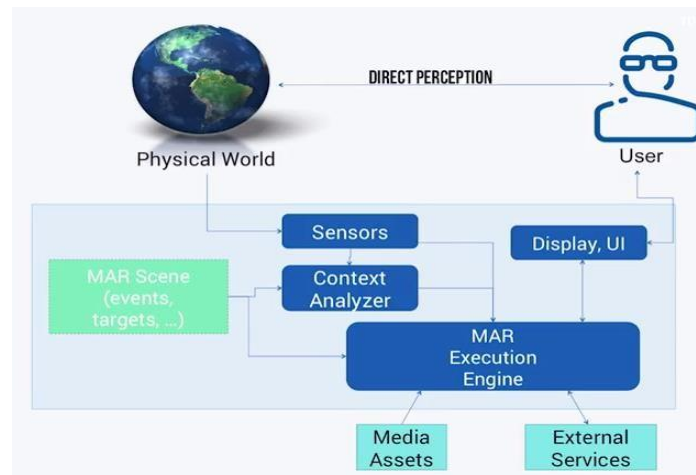 DIRECT PERCEPTION
Physical World
User
Sensors
Display, UI
MAR Scene
(events,
targets, ...)
Context
Analyzer
MAR
Execution
Engine
Media
Assets
External
Services